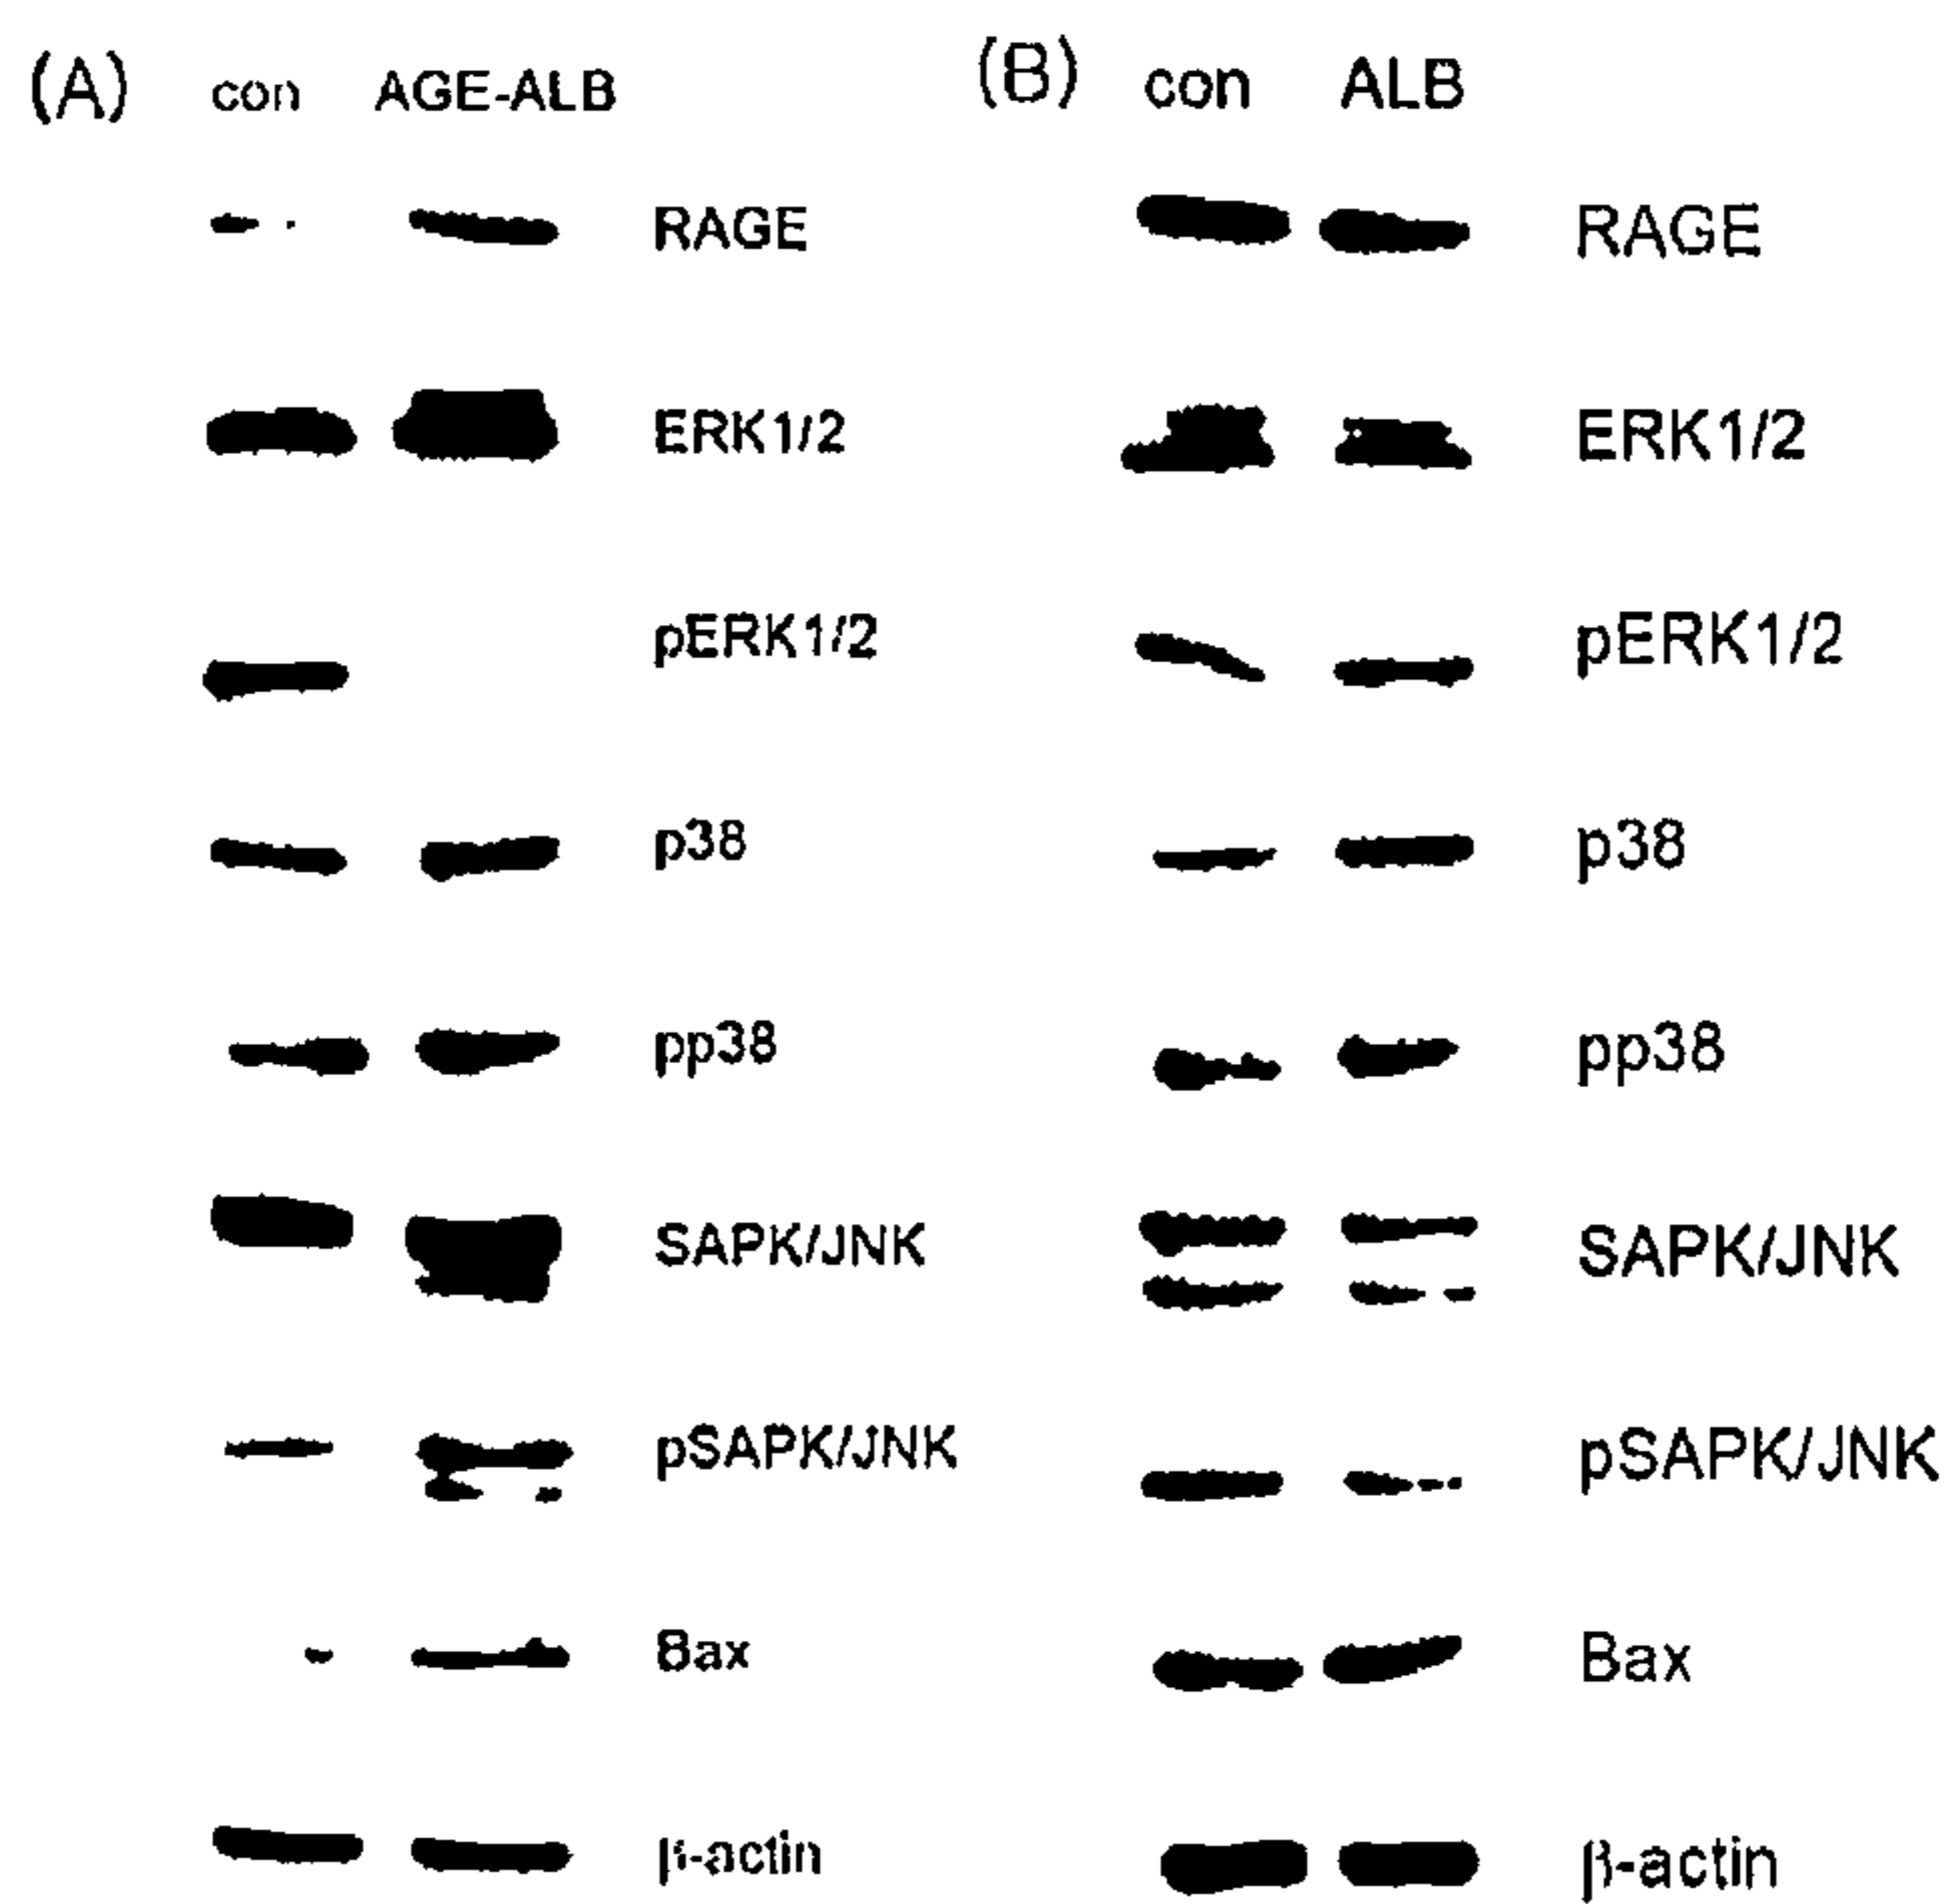 (A) con AGE-ALB (B) con ALB
RAGE RAGE
ERK1/2 ERK1/2
pERK1/2 pERK1/2
p38 p38
pp38 pp38
SAPK/JNK SAPK/JNK
pSAPK/JNK pSAPK/JNK
Bax Bax
β-actin β-actin